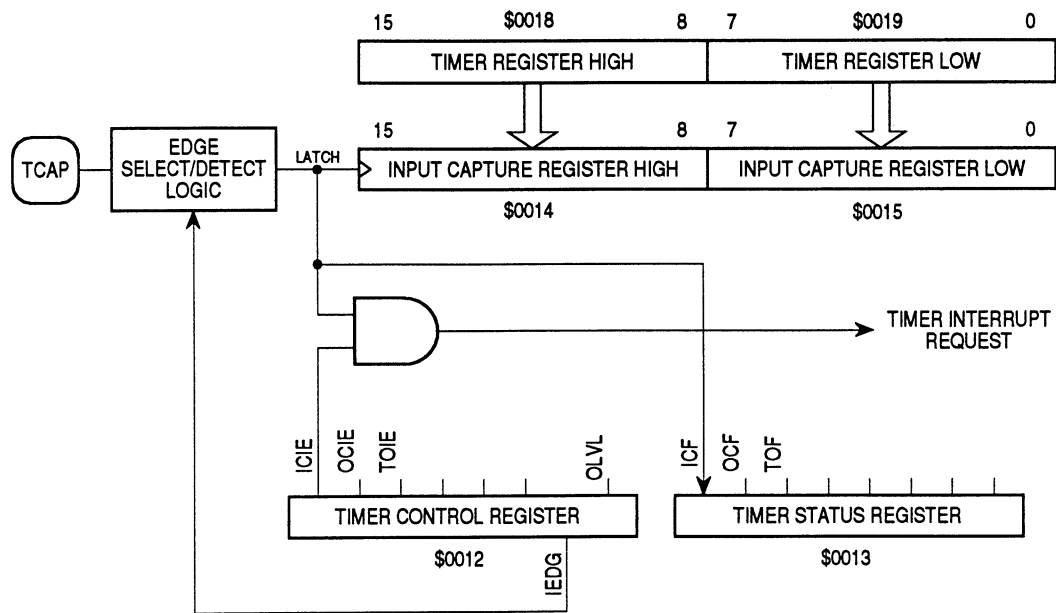 15 $0018 8 7 $0019 0
TIMER REGISTER HIGH TIMER REGISTER LOW
15 8 7 0
TCAP
EDGE
SELECT/DETECT
LOGIC
LATCH
INPUT CAPTURE REGISTER HIGH INPUT CAPTURE REGISTER LOW
$0014 $0015
TIMER INTERRUPT
REQUEST
ICIE
OCIE
TOIE
OLVL
ICF
OCF
TOF
TIMER CONTROL REGISTER
TIMER STATUS REGISTER
$0012
IEDG
$0013